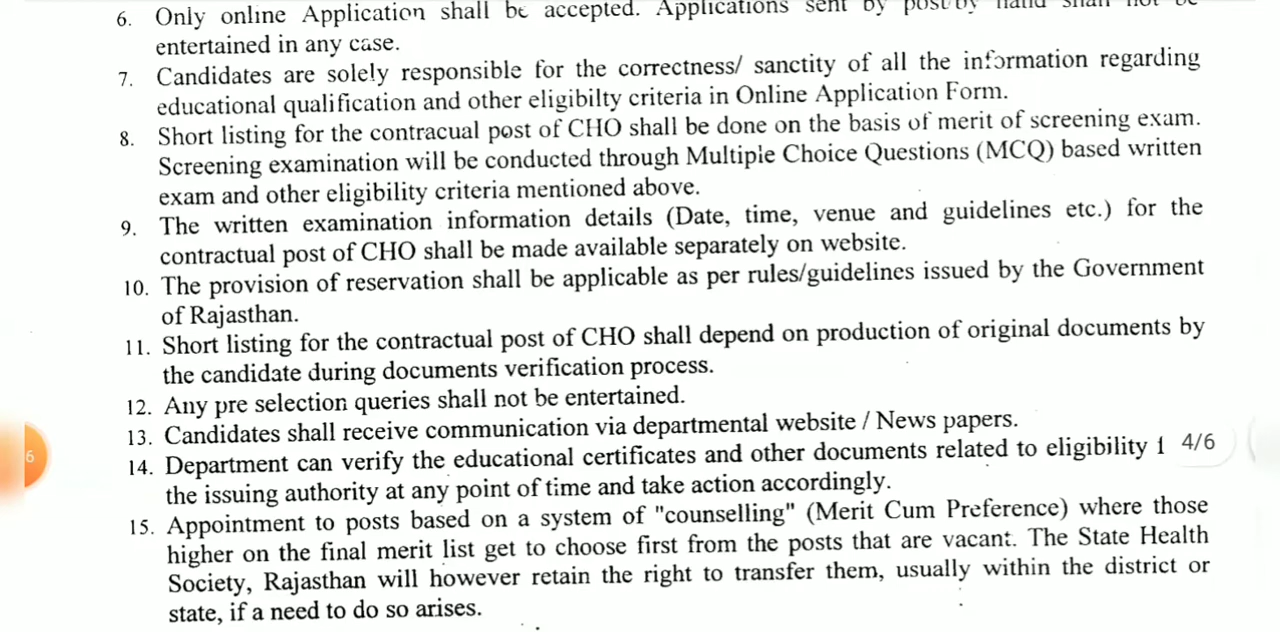 6. Only online Application shall be accepted. Applications sent by post by hand shall not be
entertained in any case.
7. Candidates are solely responsible for the correctness/ sanctity of all the information regarding
educational qualification and other eligibilty criteria in Online Application Form.
8. Short listing for the contracual post of CHO shall be done on the basis of merit of screening exam.
Screening examination will be conducted through Multiple Choice Questions (MCQ) based written
exam and other eligibility criteria mentioned above.
9. The written examination information details (Date, time, venue and guidelines etc.) for the
contractual post of CHO shall be made available separately on website.
10. The provision of reservation shall be applicable as per rules/guidelines issued by the Government
of Rajasthan.
11. Short listing for the contractual post of CHO shall depend on production of original documents by
the candidate during documents verification process.
12. Any pre selection queries shall not be entertained.
13. Candidates shall receive communication via departmental website / News papers.
6
14. Department can verify the educational certificates and other documents related to eligibility 4/6
the issuing authority at any point of time and take action accordingly.
15. Appointment to posts based on a system of "counselling" (Merit Cum Preference) where those
higher on the final merit list get to choose first from the posts that are vacant. The State Health
Society, Rajasthan will however retain the right to transfer them, usually within the district or
state, if a need to do so arises.